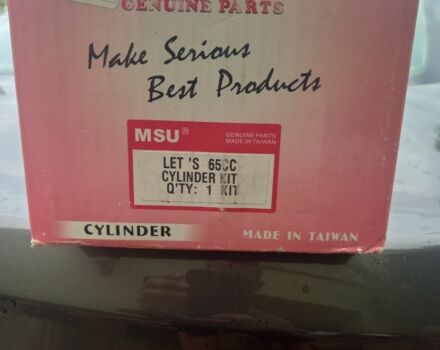 GENUINE PARTS
Make Serious
Best Products
MSU®
GENUINE PARTS
MADE IN TAIWAN
LET 'S 65CC
CYLINDER KIT
Q'TY: 1 KIT
CYLINDER
MADE IN TAIWAN